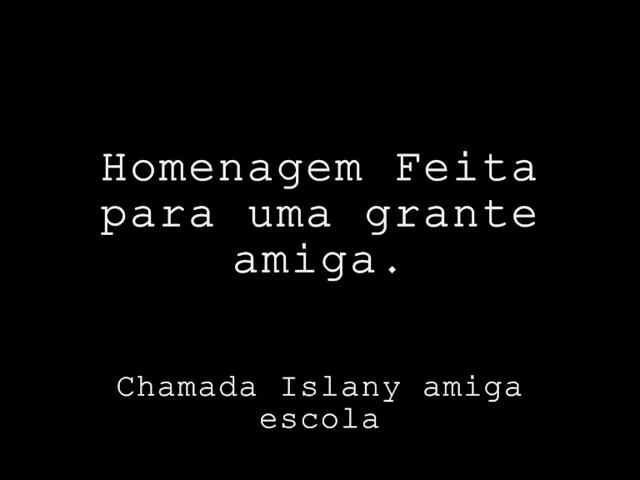 Homenagem Feita
para uma grante
amiga.
Chamada Islany amiga
escola